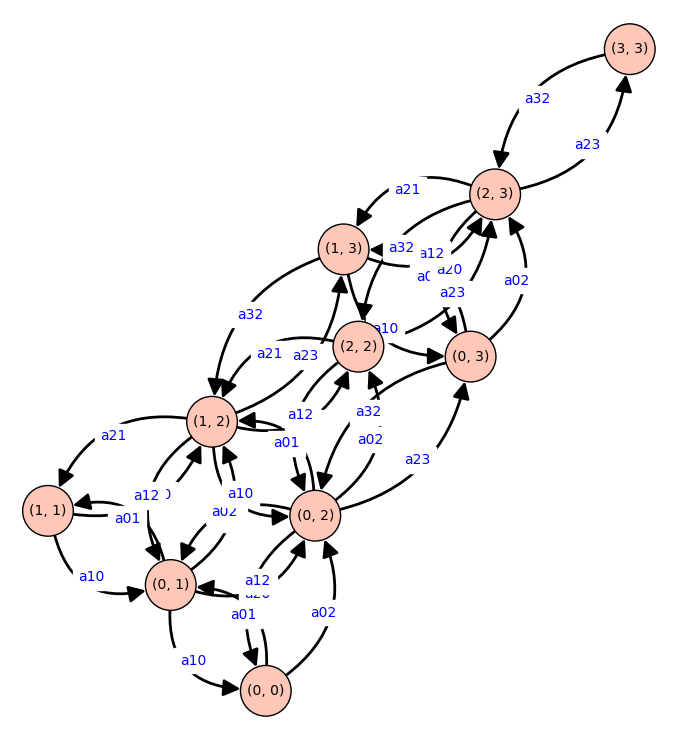 (3, 3)
a32
a23
(2, 3)
a21
(1, 3)
a32
a12
a20
a02
a23
a32
a10
(2, 2)
a21
a23
(0, 3)
a12
a32
(1, 2)
a21
a01
a02
a23
a12
a10
a02
(1, 1)
a01
(0, 2)
a10
a12
(0, 1)
a01
a02
a10
(0, 0)